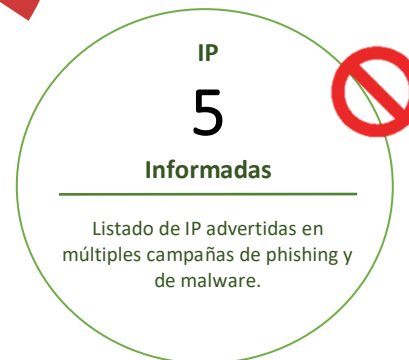 IP
5
Informadas
Listado de IP advertidas en
múltiples campañas de phishing y
de malware.